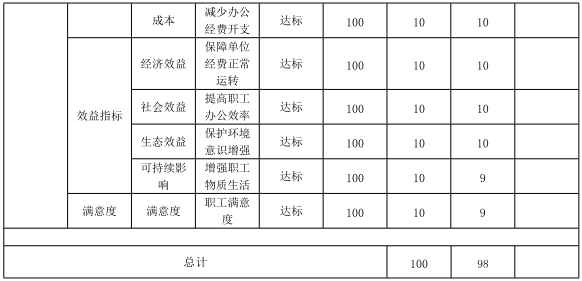 成本 减少办公经费开支 达标 100 10 10
效益指标 经济效益 保障单位经费正常运转 达标 100 10 10
社会效益 提高职工办公效率 达标 100 10 10
生态效益 保护环境意识增强 达标 100 10 10
可持续影响 增强职工物质生活 达标 100 10 9
满意度 满意度 职工满意度 达标 100 10 9
总计 100 98